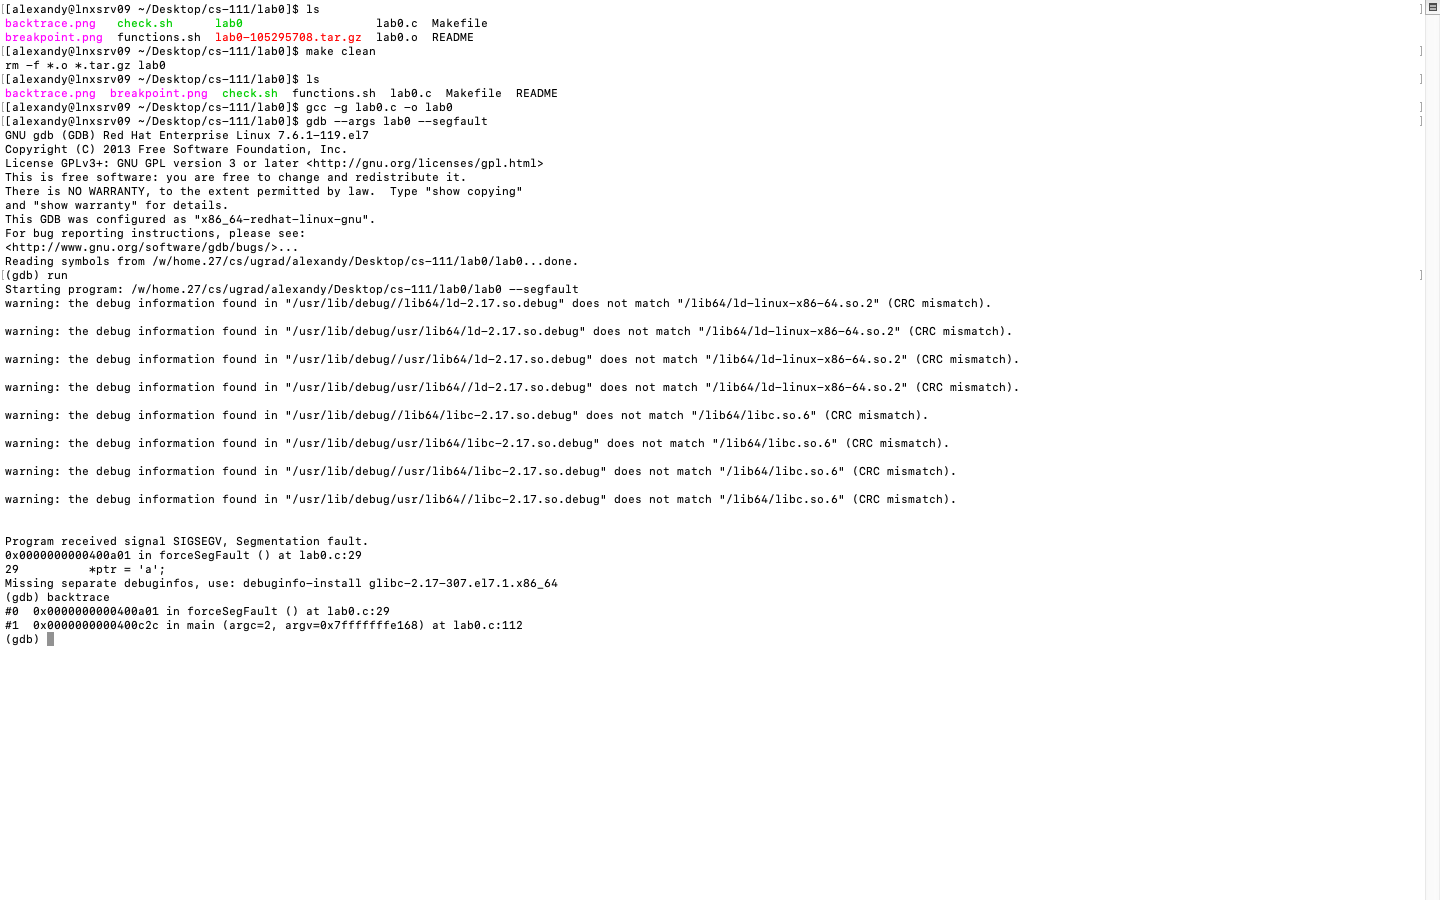 [[alexandy@lnxsrv09 ~/Desktop/cs-111/lab0]$ ls ]
backtrace.png   check.sh      lab0                   lab0.c  Makefile
breakpoint.png  functions.sh  lab0-105295708.tar.gz  lab0.o  README
[[alexandy@lnxsrv09 ~/Desktop/cs-111/lab0]$ make clean ]
rm -f *.o *.tar.gz lab0
[[alexandy@lnxsrv09 ~/Desktop/cs-111/lab0]$ ls ]
backtrace.png  breakpoint.png  check.sh  functions.sh  lab0.c  Makefile  README
[[alexandy@lnxsrv09 ~/Desktop/cs-111/lab0]$ gcc -g lab0.c -o lab0 ]
[[alexandy@lnxsrv09 ~/Desktop/cs-111/lab0]$ gdb --args lab0 --segfault ]
GNU gdb (GDB) Red Hat Enterprise Linux 7.6.1-119.el7
Copyright (C) 2013 Free Software Foundation, Inc.
License GPLv3+: GNU GPL version 3 or later <http://gnu.org/licenses/gpl.html>
This is free software: you are free to change and redistribute it.
There is NO WARRANTY, to the extent permitted by law.  Type "show copying"
and "show warranty" for details.
This GDB was configured as "x86_64-redhat-linux-gnu".
For bug reporting instructions, please see:
<http://www.gnu.org/software/gdb/bugs/>...
Reading symbols from /w/home.27/cs/ugrad/alexandy/Desktop/cs-111/lab0/lab0...done.
[(gdb) run ]
Starting program: /w/home.27/cs/ugrad/alexandy/Desktop/cs-111/lab0/lab0 --segfault
warning: the debug information found in "/usr/lib/debug//lib64/ld-2.17.so.debug" does not match "/lib64/ld-linux-x86-64.so.2" (CRC mismatch).
warning: the debug information found in "/usr/lib/debug/usr/lib64/ld-2.17.so.debug" does not match "/lib64/ld-linux-x86-64.so.2" (CRC mismatch).
warning: the debug information found in "/usr/lib/debug//usr/lib64/ld-2.17.so.debug" does not match "/lib64/ld-linux-x86-64.so.2" (CRC mismatch).
warning: the debug information found in "/usr/lib/debug/usr/lib64//ld-2.17.so.debug" does not match "/lib64/ld-linux-x86-64.so.2" (CRC mismatch).
warning: the debug information found in "/usr/lib/debug//lib64/libc-2.17.so.debug" does not match "/lib64/libc.so.6" (CRC mismatch).
warning: the debug information found in "/usr/lib/debug/usr/lib64/libc-2.17.so.debug" does not match "/lib64/libc.so.6" (CRC mismatch).
warning: the debug information found in "/usr/lib/debug//usr/lib64/libc-2.17.so.debug" does not match "/lib64/libc.so.6" (CRC mismatch).
warning: the debug information found in "/usr/lib/debug/usr/lib64//libc-2.17.so.debug" does not match "/lib64/libc.so.6" (CRC mismatch).
Program received signal SIGSEGV, Segmentation fault.
0x0000000000400a01 in forceSegFault () at lab0.c:29
29          *ptr = 'a';
Missing separate debuginfos, use: debuginfo-install glibc-2.17-307.el7.1.x86_64
(gdb) backtrace
#0  0x0000000000400a01 in forceSegFault () at lab0.c:29
#1  0x0000000000400c2c in main (argc=2, argv=0x7fffffffe168) at lab0.c:112
(gdb)